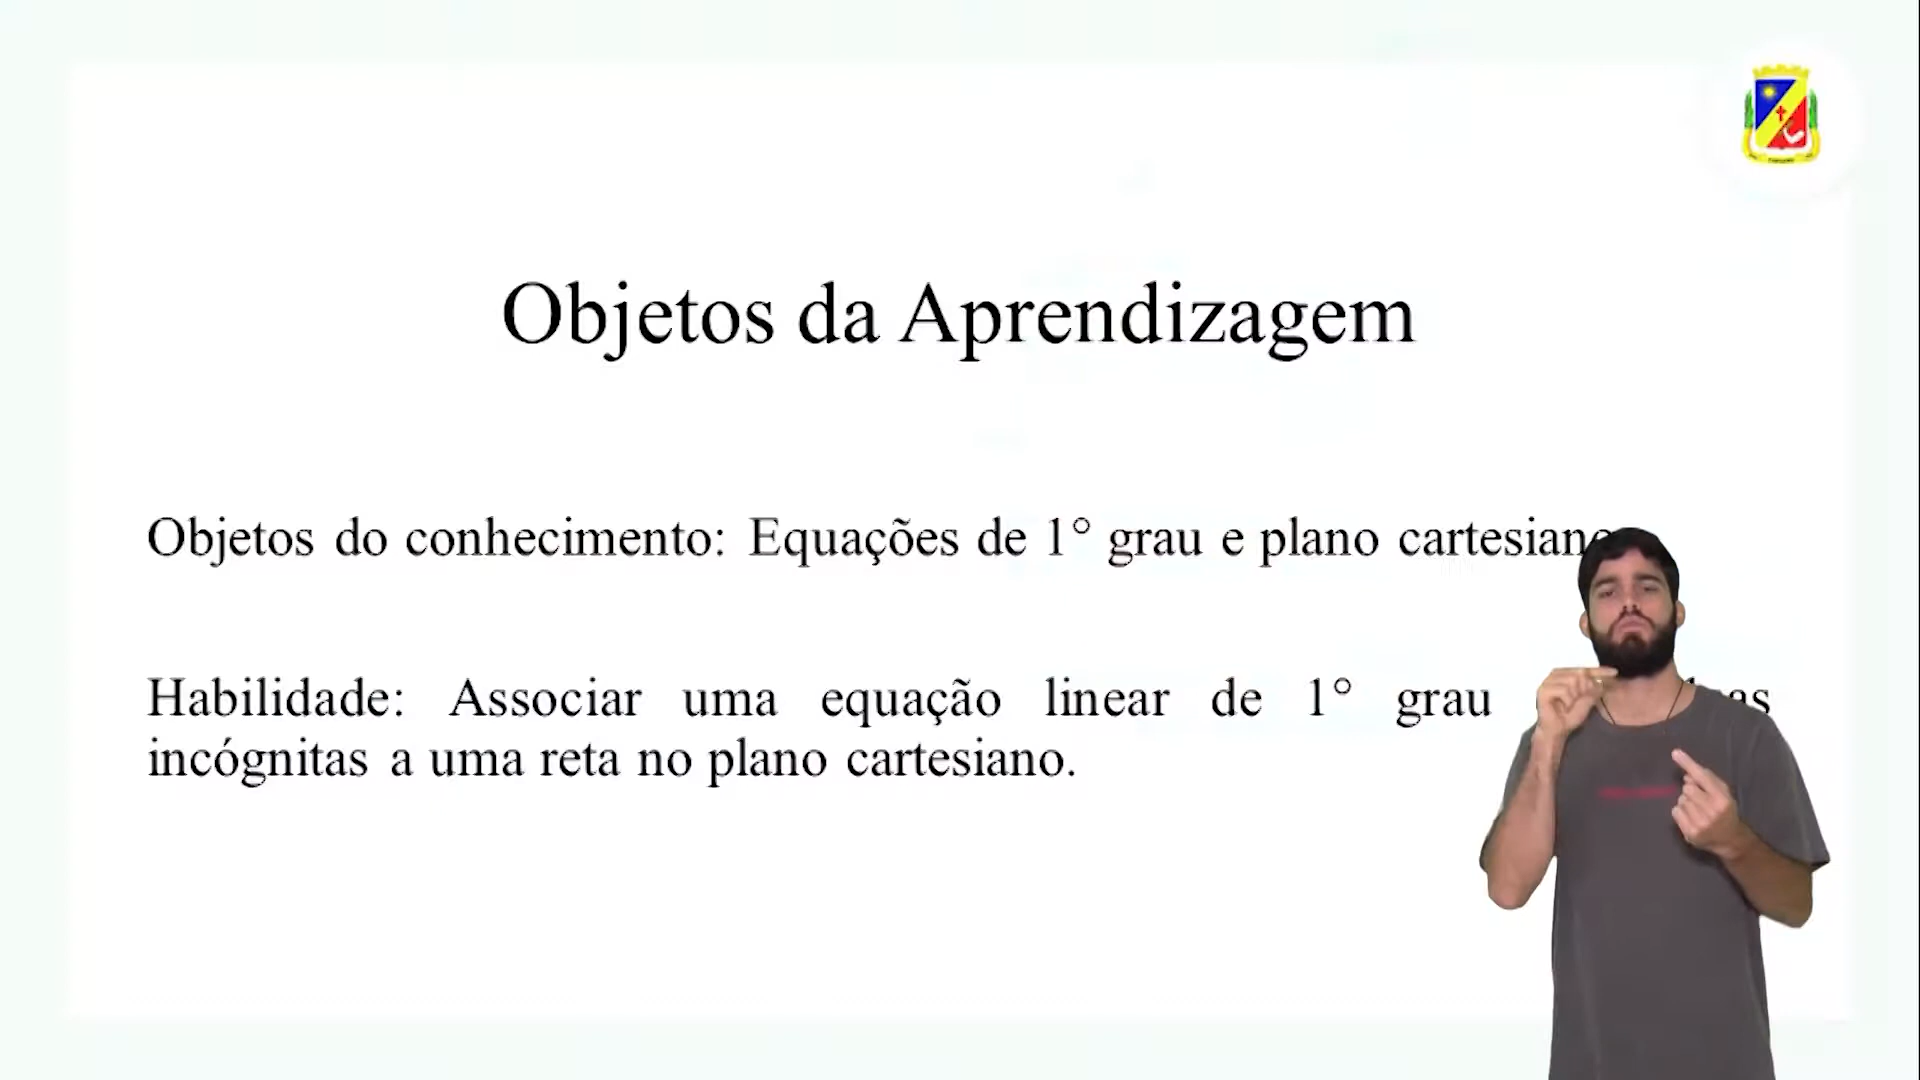 Objetos da Aprendizagem
Objetos do conhecimento: Equações de 1° grau e plano cartesiano
Habilidade: Associar uma equação linear de 1° grau
incógnitas a uma reta no plano cartesiano.